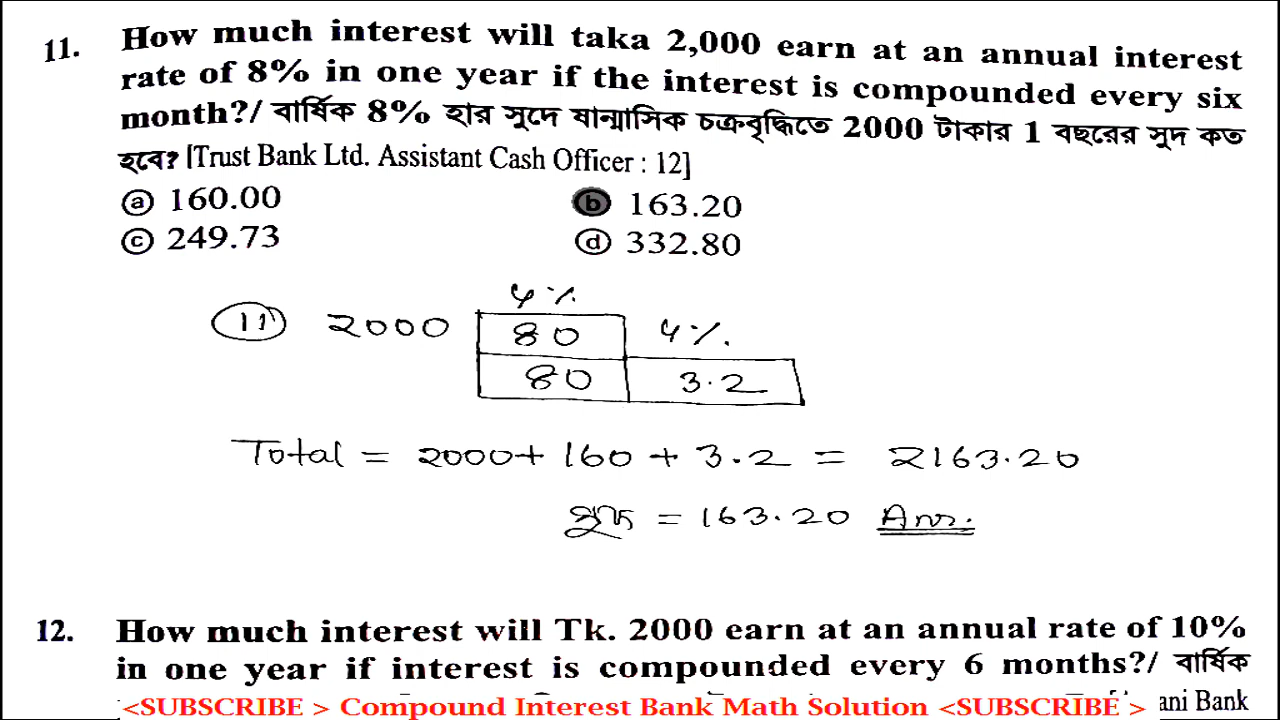 11. How much interest will taka 2,000 earn at an annual interest
rate of 8% in one year if the interest is compounded every six
month?/ বার্ষিক 8% হার সুদে ষান্মাসিক চক্রবৃদ্ধিতে 2000 টাকার 1 বছরের সুদ কত
হবে? [Trust Bank Ltd. Assistant Cash Officer : 12]
ⓐ 160.00 ⓑ 163.20
ⓒ 249.73 ⓓ 332.80
4%
11 2000 80 4%.
80 3.2
Total = 2000+ 160 + 3.2 = 2163.20
সুদ = 163.20 Ans.
12. How much interest will Tk. 2000 earn at an annual rate of 10%
in one year if interest is compounded every 6 months?/ বার্ষিক
<SUBSCRIBE > Compound Interest Bank Math Solution <SUBSCRIBE > ani Bank